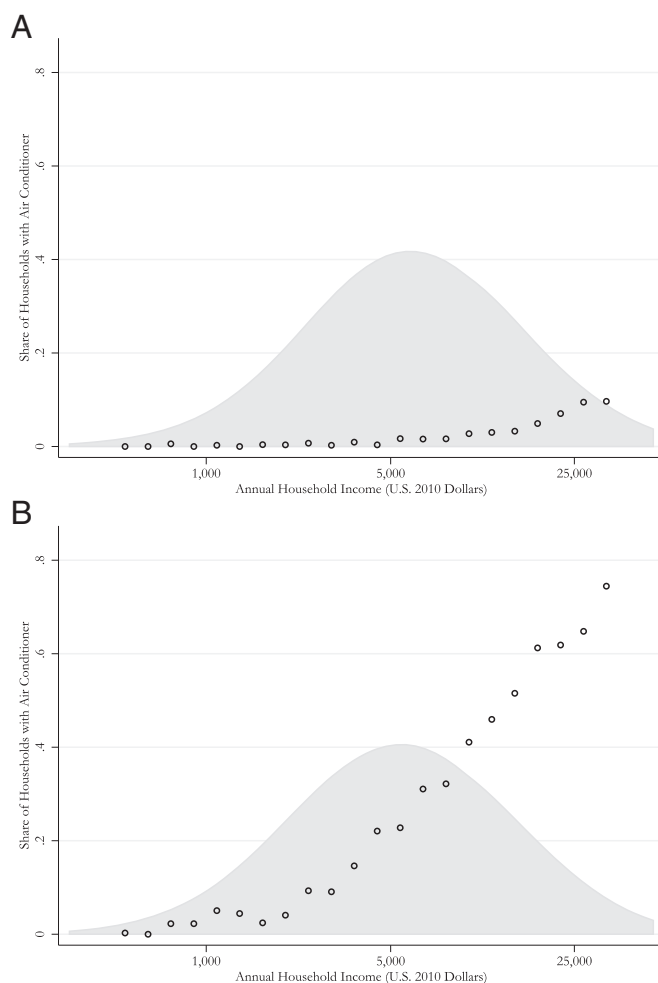 A
.8
.6
.4
.2
0
Share of Households with Air Conditioner
1,000 5,000 25,000
Annual Household Income (U.S. 2010 Dollars)
B
.8
.6
.4
.2
0
Share of Households with Air Conditioner
1,000 5,000 25,000
Annual Household Income (U.S. 2010 Dollars)